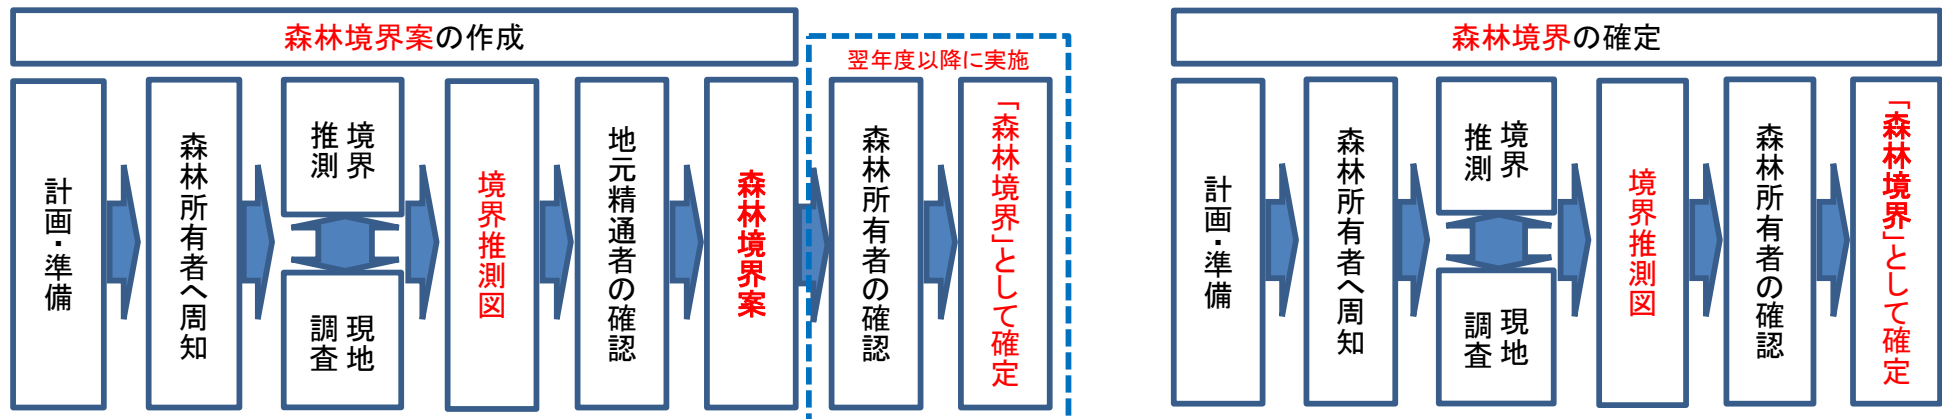 森林境界案の作成
翌年度以降に実施
計画・準備
森林所有者へ周知
境界
推測
現地
調査
境界推測図
地元精通者の確認
森林境界案
森林所有者の確認
「森林境界」として確定
森林境界の確定
計画・準備
森林所有者へ周知
境界
推測
現地
調査
境界推測図
森林所有者の確認
「森林境界」として確定